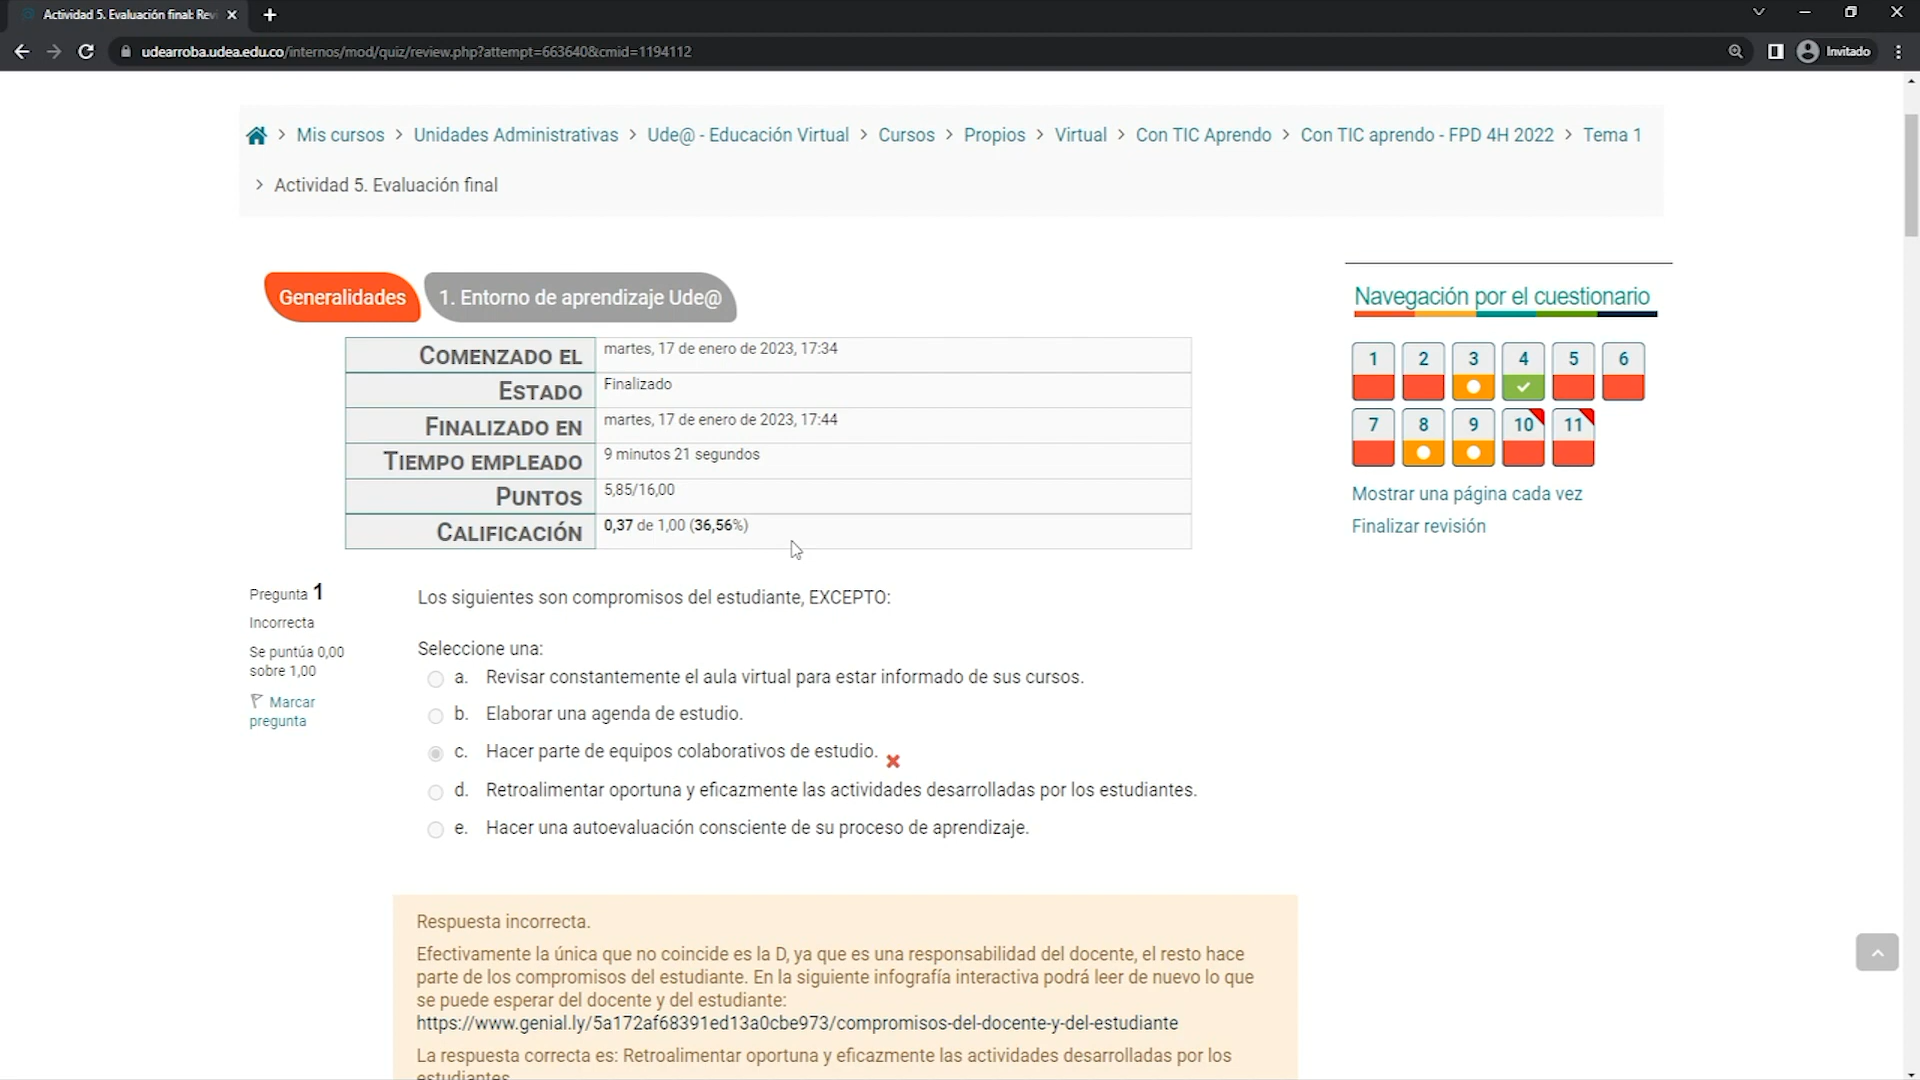 Actividad 5. Evaluación final: Revi
udearroba.udea.edu.co/internos/mod/quiz/review.php?attempt=663640&cmid=1194112
Invitado
Mis cursos > Unidades Administrativas > Ude@ - Educación Virtual > Cursos > Propios > Virtual > Con TIC Aprendo > Con TIC aprendo - FPD 4H 2022 > Tema 1
> Actividad 5. Evaluación final
Generalidades
1. Entorno de aprendizaje Ude@
COMENZADO EL martes, 17 de enero de 2023, 17:34
ESTADO Finalizado
FINALIZADO EN martes, 17 de enero de 2023, 17:44
TIEMPO EMPLEADO 9 minutos 21 segundos
PUNTOS 5,85/16,00
CALIFICACIÓN 0,37 de 1,00 (36,56%)
Navegación por el cuestionario
1 2 3 4 5 6
7 8 9 10 11
Mostrar una página cada vez
Finalizar revisión
Pregunta 1
Incorrecta
Se puntúa 0,00
sobre 1,00
Marcar
pregunta
Los siguientes son compromisos del estudiante, EXCEPTO:
Seleccione una:
a. Revisar constantemente el aula virtual para estar informado de sus cursos.
b. Elaborar una agenda de estudio.
c. Hacer parte de equipos colaborativos de estudio.
d. Retroalimentar oportuna y eficazmente las actividades desarrolladas por los estudiantes.
e. Hacer una autoevaluación consciente de su proceso de aprendizaje.
Respuesta incorrecta.
Efectivamente la única que no coincide es la D, ya que es una responsabilidad del docente, el resto hace
parte de los compromisos del estudiante. En la siguiente infografía interactiva podrá leer de nuevo lo que
se puede esperar del docente y del estudiante:
https://www.genial.ly/5a172af68391ed13a0cbe973/compromisos-del-docente-y-del-estudiante
La respuesta correcta es: Retroalimentar oportuna y eficazmente las actividades desarrolladas por los
estudiantes